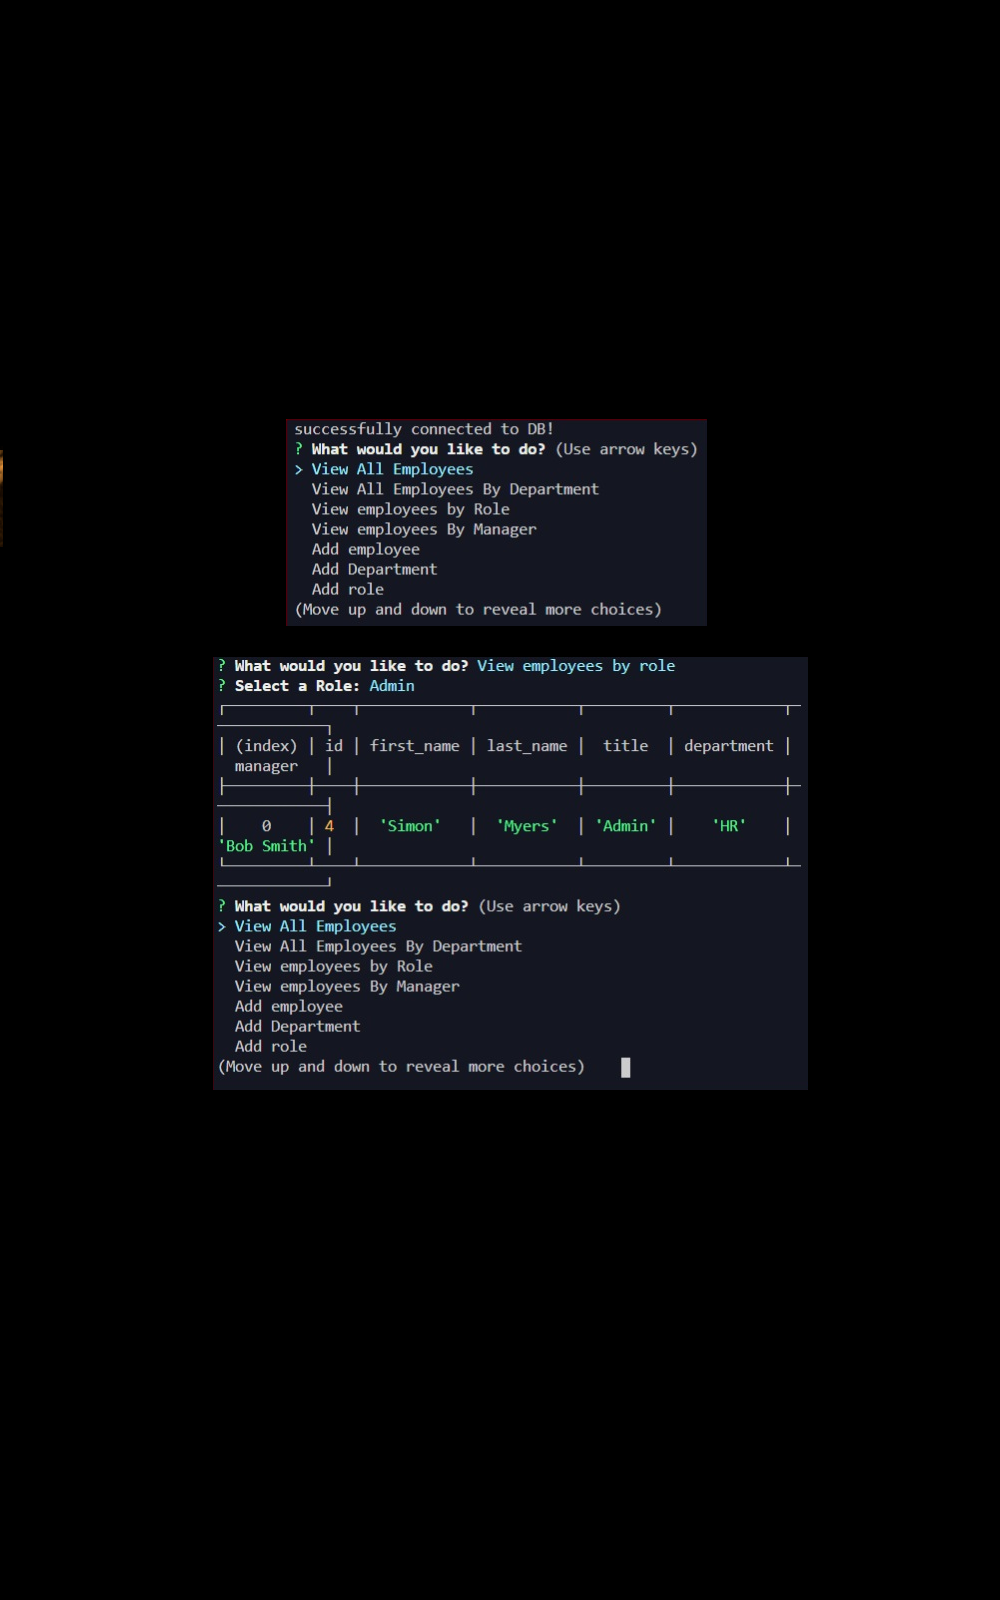 successfully connected to DB!
? What would you like to do? (Use arrow keys)
> View All Employees
View All Employees By Department
View employees by Role
View employees By Manager
Add employee
Add Department
Add role
(Move up and down to reveal more choices)
? What would you like to do? View employees by role
? Select a Role: Admin
| (index) | id | first_name | last_name | title | department |
manager |
| 0 | 4 | 'Simon' | 'Myers' | 'Admin' | 'HR' |
'Bob Smith' |
? What would you like to do? (Use arrow keys)
> View All Employees
View All Employees By Department
View employees by Role
View employees By Manager
Add employee
Add Department
Add role
(Move up and down to reveal more choices)